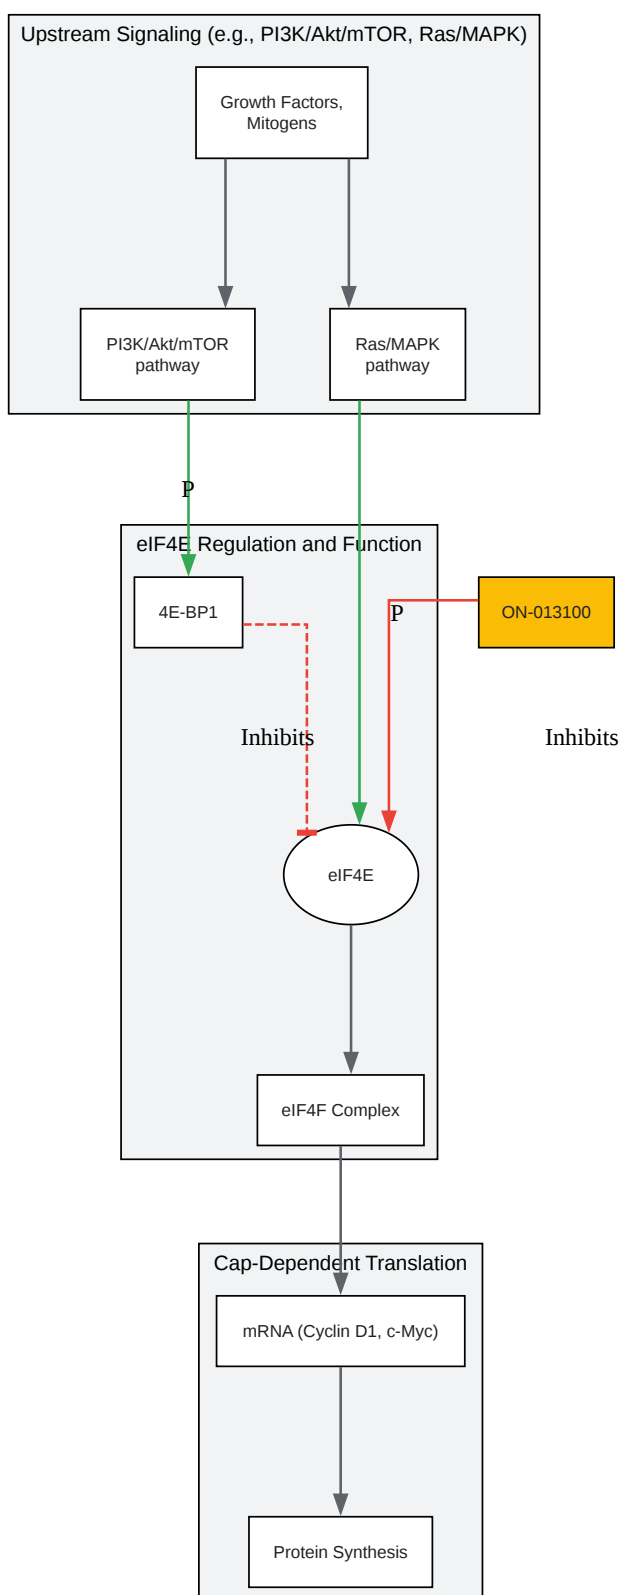 Upstream Signaling (e.g., PI3K/Akt/mTOR, Ras/MAPK)
Growth Factors,
Mitogens
PI3K/Akt/mTOR
pathway
Ras/MAPK
pathway
P
eIF4E Regulation and Function
4E-BP1
P
ON-013100
Inhibits
Inhibits
eIF4E
eIF4F Complex
Cap-Dependent Translation
mRNA (Cyclin D1, c-Myc)
Protein Synthesis